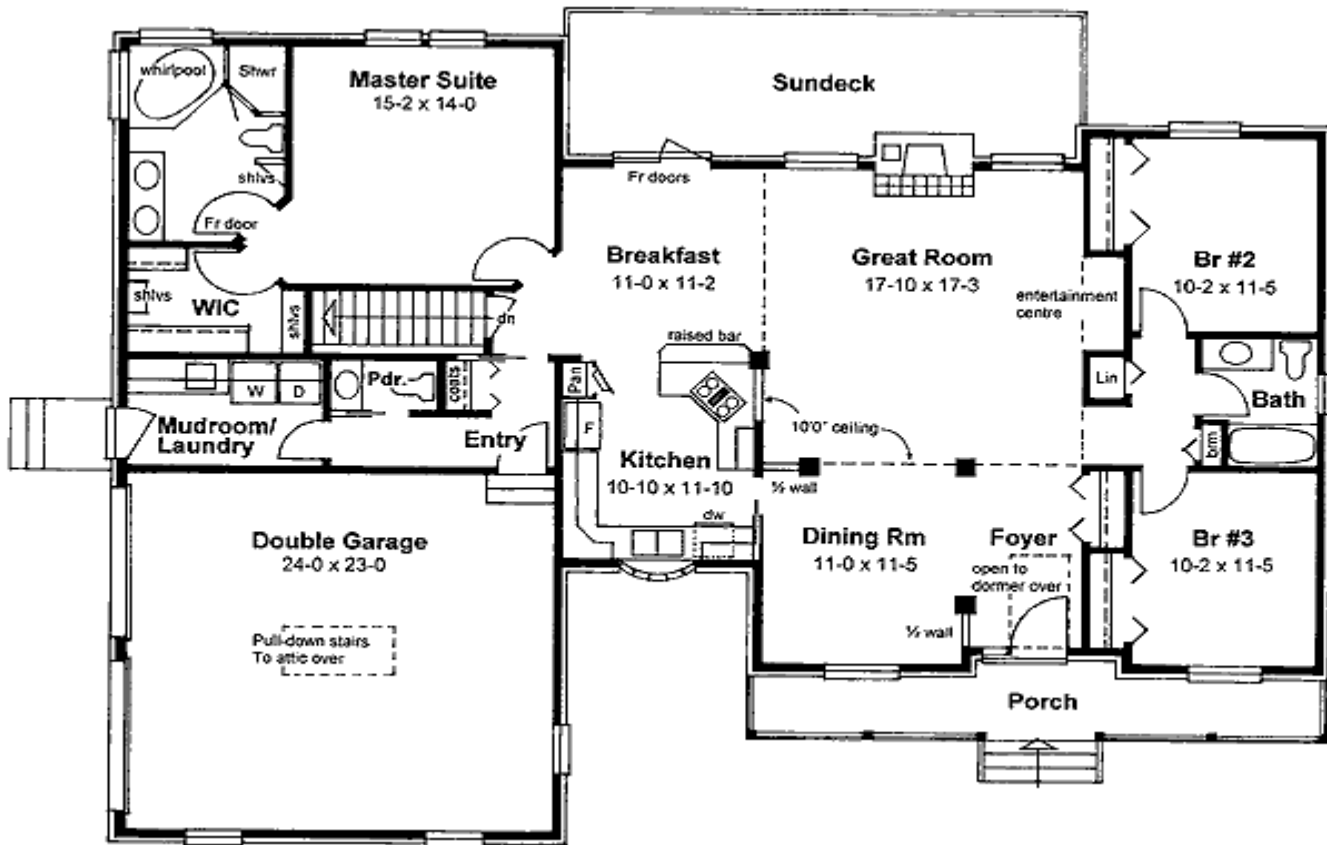 whirlpool
Shwr
Master Suite
15-2 x 14-0
Sundeck
shlvs
Fr door
Fr doors
Breakfast
11-0 x 11-2
Great Room
17-10 x 17-3
Br #2
10-2 x 11-5
shlvs
WIC
shlvs
dn
entertainment
centre
raised bar
W
D
Pdr.
coats
Pan
Lin
Bath
Mudroom/
Laundry
Entry
F
10'0" ceiling
brm
Kitchen
10-10 x 11-10
½ wall
dw
Double Garage
24-0 x 23-0
Dining Rm
11-0 x 11-5
Foyer
open to
dormer over
Br #3
10-2 x 11-5
Pull-down stairs
To attic over
½ wall
Porch